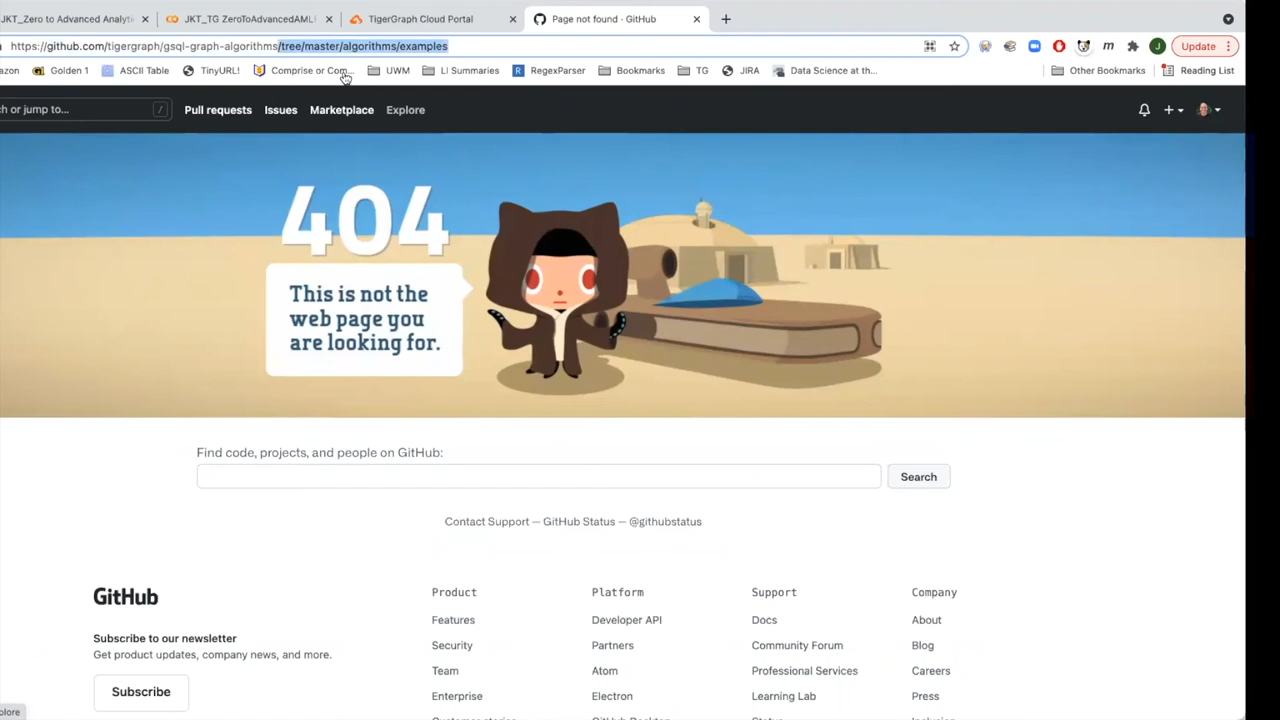 JKT_Zero to Advanced Analyti
JKT_TG ZeroToAdvancedAML
TigerGraph Cloud Portal
Page not found · GitHub
https://github.com/tigergraph/gsql-graph-algorithms/tree/master/algorithms/examples
m
J
Update
azon
Golden 1
ASCII Table
TinyURL!
Comprise or Com...
UWM
LI Summaries
R RegexParser
Bookmarks
TG
JIRA
Data Science at th...
Other Bookmarks
Reading List
ch or jump to...
/
Pull requests
Issues
Marketplace
Explore
404
This is not the
web page you
are looking for.
Find code, projects, and people on GitHub:
Search
Contact Support — GitHub Status — @githubstatus
GitHub
Subscribe to our newsletter
Get product updates, company news, and more.
Subscribe
Product
Features
Security
Team
Enterprise
Platform
Developer API
Partners
Atom
Electron
Support
Docs
Community Forum
Professional Services
Learning Lab
Company
About
Blog
Careers
Press
plore